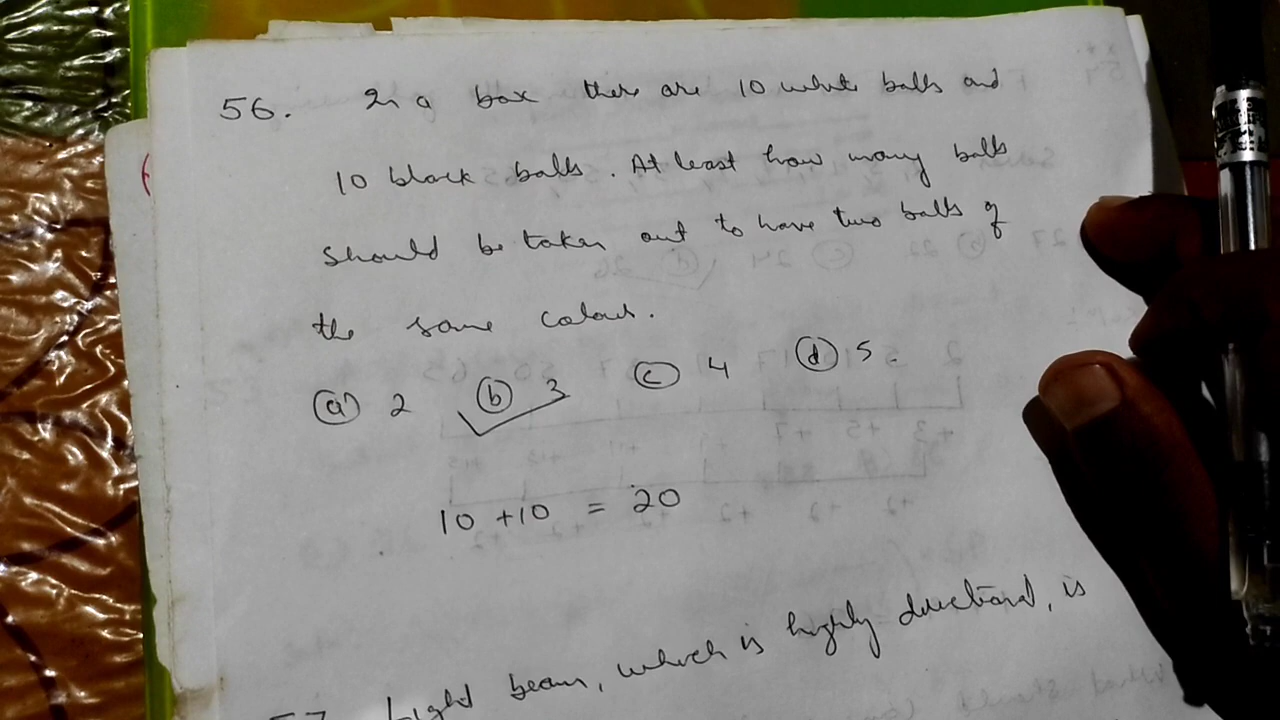 56. In a box there are 10 white balls and
10 black balls. At least how many balls
should be taken out to have two balls of
the same colour.
(a) 2 (b) 3 (c) 4 (d) 5.
10 + 10 = 20
57. Light beam, which is highly directional, is